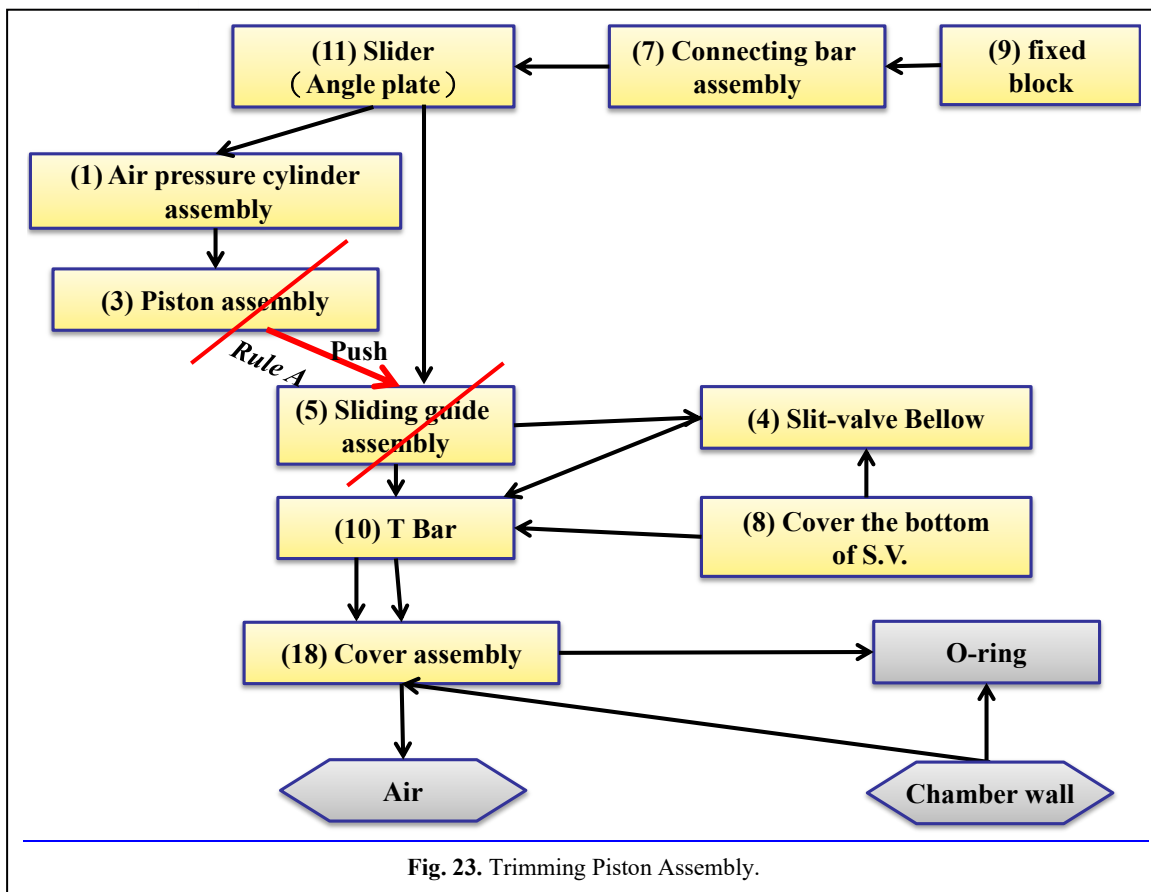 (11) Slider
（Angle plate）
(7) Connecting bar
assembly
(9) fixed
block
(1) Air pressure cylinder
assembly
(3) Piston assembly
Rule A
Push
(5) Sliding guide
assembly
(4) Slit-valve Bellow
(10) T Bar
(8) Cover the bottom
of S.V.
(18) Cover assembly
O-ring
Air
Chamber wall
Fig. 23. Trimming Piston Assembly.